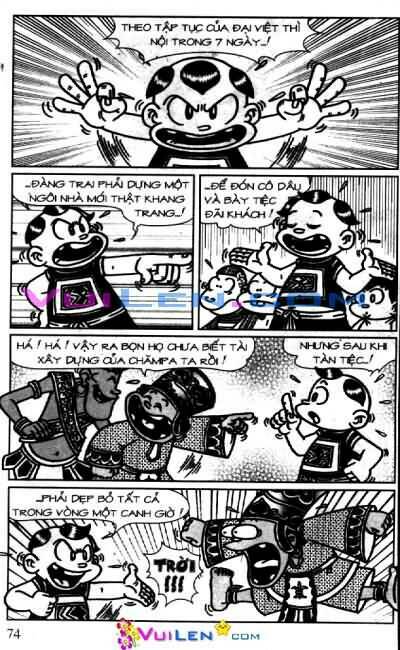 THEO TẬP TỤC CỦA ĐẠI VIỆT THÌ
NỘI TRONG 7 NGÀY...!
...ĐÀNG TRAI PHẢI DỰNG MỘT
NGÔI NHÀ MỚI THẬT KHANG
TRANG...!
...ĐỂ ĐÓN CÔ DÂU
VÀ BÀY TIỆC
ĐÃI KHÁCH!
VUILEN.COM
HÁ! HÁ! VẬY RA BỌN HỌ CHƯA BIẾT TÀI
XÂY DỰNG CỦA CHĂMPA TA RỒI!
NHƯNG SAU KHI
TÀN TIỆC...!
...PHẢI DẸP BỎ TẤT CẢ
TRONG VÒNG MỘT CANH GIỜ!
TRỜI
!!!
74
VUILEN.COM